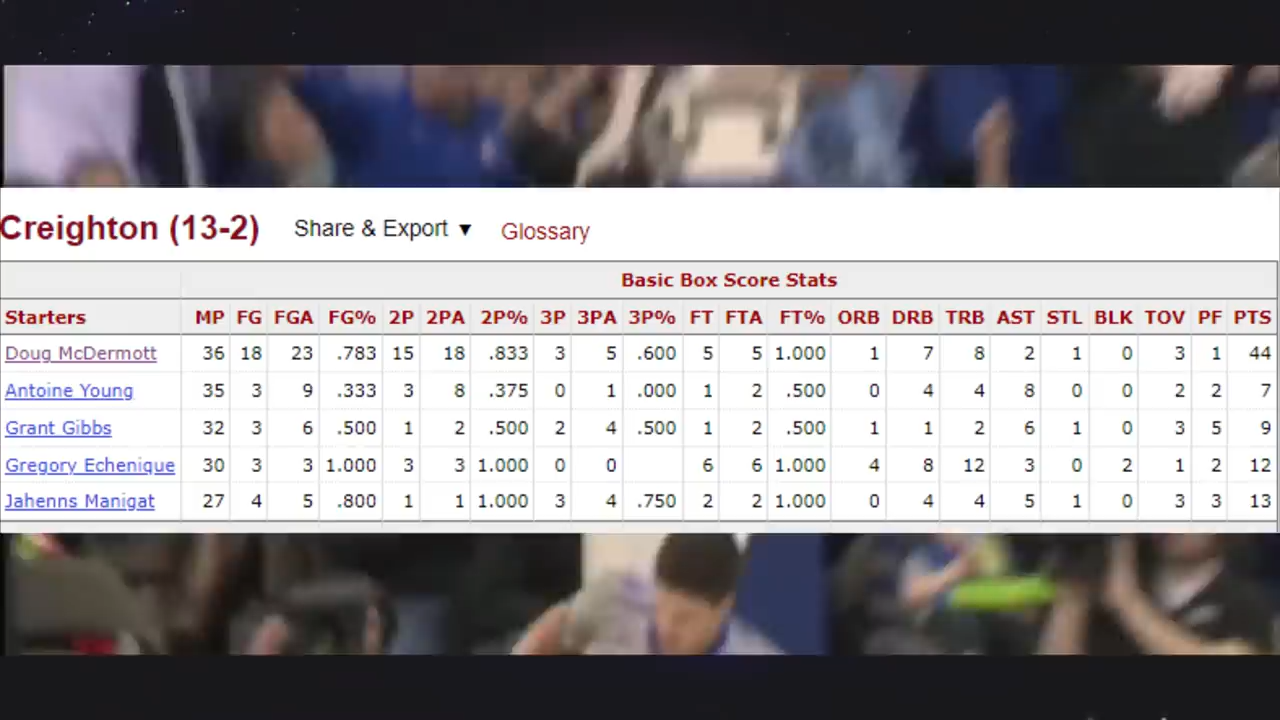 Creighton (13-2) Share & Export ▼ Glossary
Basic Box Score Stats
Starters MP FG FGA FG% 2P 2PA 2P% 3P 3PA 3P% FT FTA FT% ORB DRB TRB AST STL BLK TOV PF PTS
Doug McDermott 36 18 23 .783 15 18 .833 3 5 .600 5 5 1.000 1 7 8 2 1 0 3 1 44
Antoine Young 35 3 9 .333 3 8 .375 0 1 .000 1 2 .500 0 4 4 8 0 0 2 2 7
Grant Gibbs 32 3 6 .500 1 2 .500 2 4 .500 1 2 .500 1 1 2 6 1 0 3 5 9
Gregory Echenique 30 3 3 1.000 3 3 1.000 0 0 6 6 1.000 4 8 12 3 0 2 1 2 12
Jahenns Manigat 27 4 5 .800 1 1 1.000 3 4 .750 2 2 1.000 0 4 4 5 1 0 3 3 13